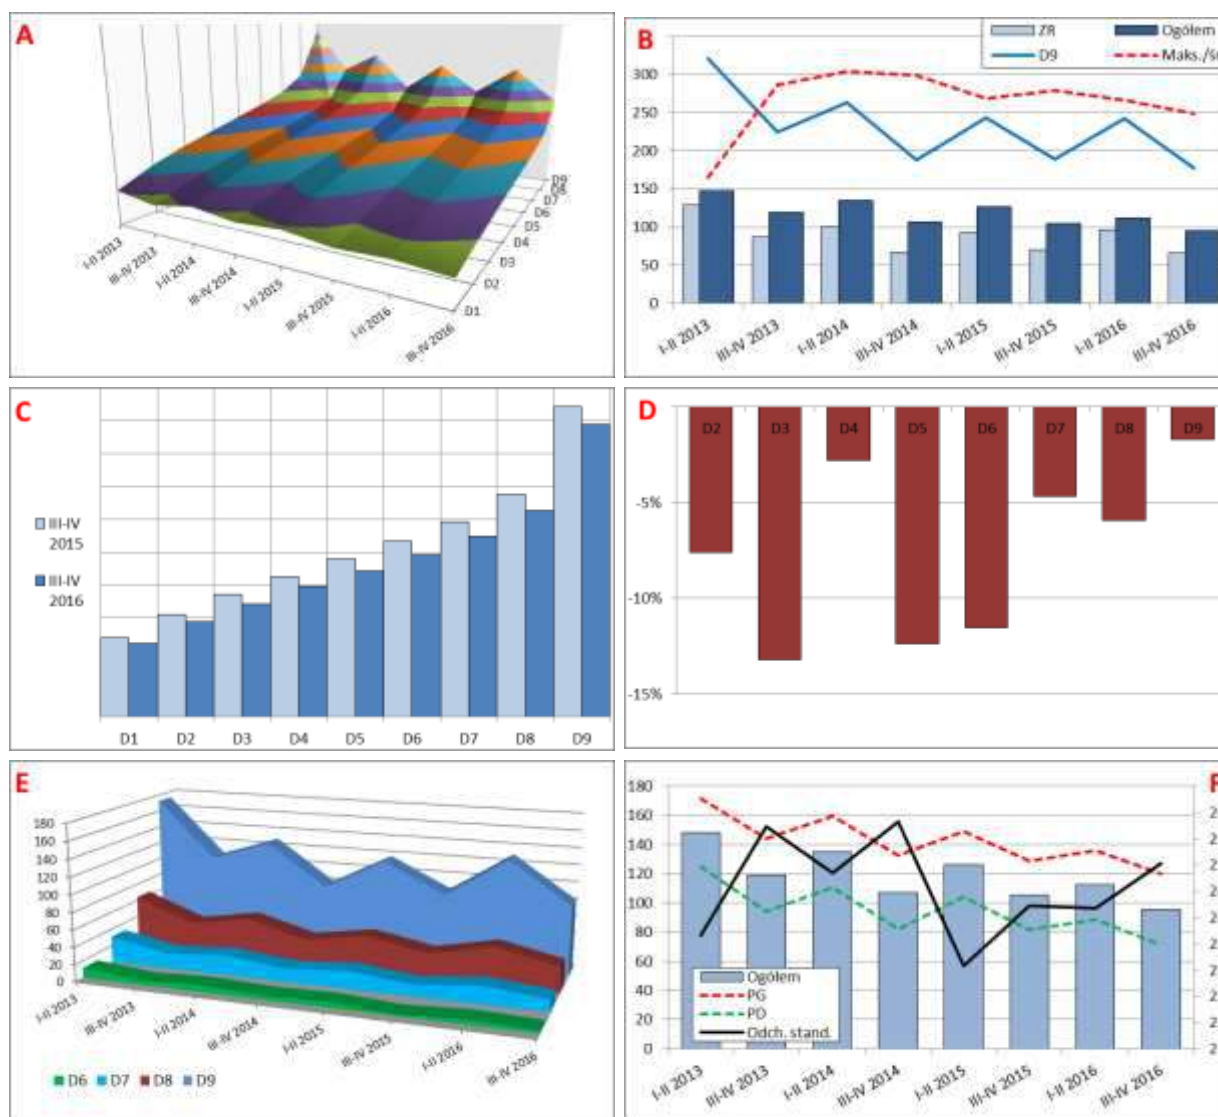 A
D9
D8
D7
D6
D5
D4
D3
D2
D1
I-II 2013
III-IV 2013
I-II 2014
III-IV 2014
I-II 2015
III-IV 2015
I-II 2016
III-IV 2016
B
ZR
Ogółem
D9
300
250
200
150
100
50
0
I-II 2013
III-IV 2013
I-II 2014
III-IV 2014
I-II 2015
III-IV 2015
I-II 2016
III-IV 2016
C
III-IV
2015
III-IV
2016
D1 D2 D3 D4 D5 D6 D7 D8 D9
D
D2 D3 D4 D5 D6 D7 D8 D9
-5%
-10%
-15%
E
180
160
140
120
100
80
60
40
20
0
I-II 2013
III-IV 2013
I-II 2014
III-IV 2014
I-II 2015
III-IV 2015
I-II 2016
III-IV 2016
D6 D7 D8 D9
180
160
140
120
100
80
60
40
20
0
Ogółem
PG
PD
Odch. stand.
I-II 2013
III-IV 2013
I-II 2014
III-IV 2014
I-II 2015
III-IV 2015
I-II 2016
III-IV 2016